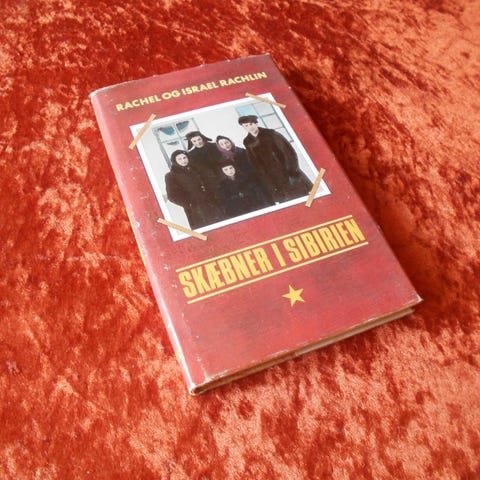 RACHEL OG ISRAEL RACHLIN
SKÆBNER I SIBIRIEN